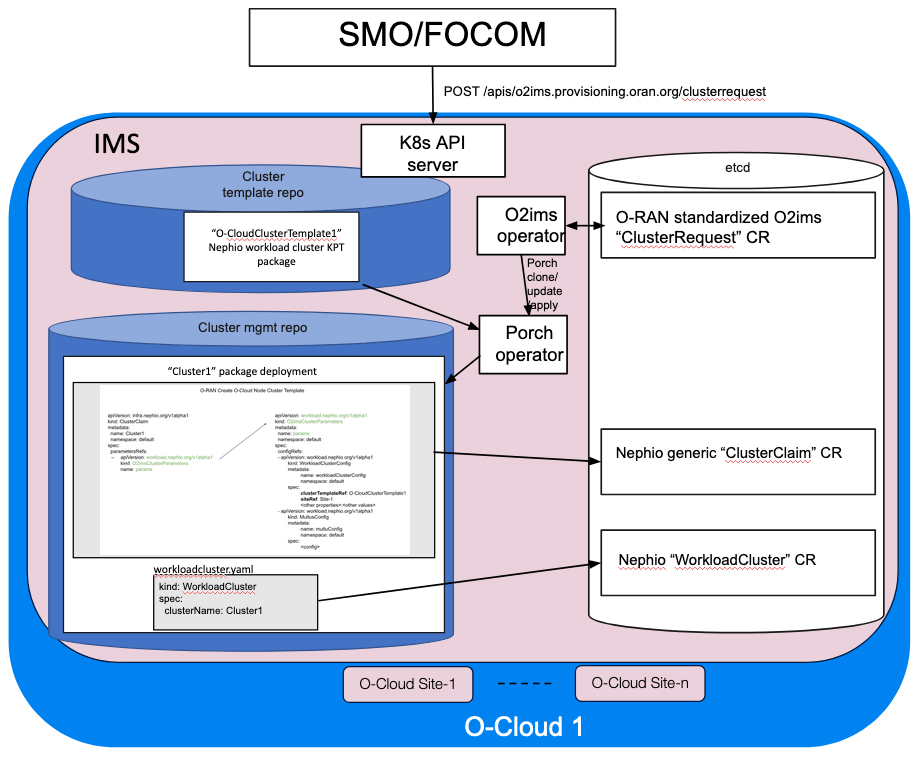 SMO/FOCOM
POST /apis/o2ims.provisioning.oran.org/clusterrequest
IMS
K8s API
server
etcd
Cluster
template repo
“O-CloudClusterTemplate1”
Nephio workload cluster KPT
package
O2ims
operator
O-RAN standardized O2ims
“ClusterRequest” CR
Porch
clone/
update
/apply
Cluster mgmt repo
Porch
operator
“Cluster1” package deployment
O-RAN Create O-Cloud Node Cluster Template
apiVersion: infra.nephio.org/v1alpha1
kind: ClusterClaim
metadata:
name: Cluster1
namespace: default
spec:
parametersRefs:
- apiVersion: workload.nephio.org/v1alpha1
kind: O2imsClusterParameters
name: params
apiVersion: workload.nephio.org/v1alpha1
kind: O2imsClusterParameters
metadata:
name: params
namespace: default
spec:
configRefs:
- apiVersion: workload.nephio.org/v1alpha1
kind: WorkloadClusterConfig
metadata:
name: workloadClusterConfig
namespace: default
spec:
clusterTemplateRef: O-CloudClusterTemplate1
siteRef: Site-1
<other properties>:<other values>
- apiVersion: workload.nephio.org/v1alpha1
kind: MultusConfig
metadata:
name: multuConfig
namespace: default
spec:
<config>
Nephio generic “ClusterClaim” CR
workloadcluster.yaml
kind: WorkloadCluster
spec:
clusterName: Cluster1
Nephio “WorkloadCluster” CR
O-Cloud Site-1
O-Cloud Site-n
O-Cloud 1